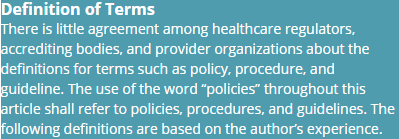 Definition of Terms
There is little agreement among healthcare regulators,
accrediting bodies, and provider organizations about the
definitions for terms such as policy, procedure, and
guideline. The use of the word “policies” throughout this
article shall refer to policies, procedures, and guidelines. The
following definitions are based on the author’s experience.